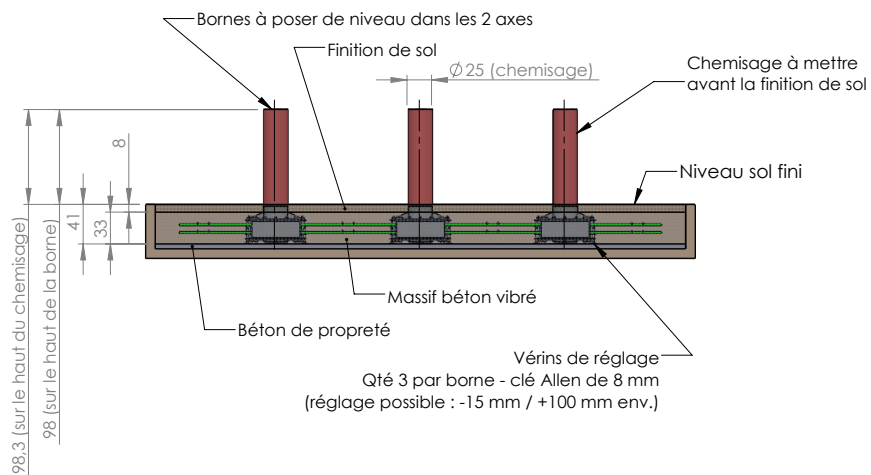 Bornes à poser de niveau dans les 2 axes
Finition de sol
Ø25 (chemisage)
Chemisage à mettre
avant la finition de sol
Niveau sol fini
8
41
33
98,3 (sur le haut du chemisage)
98 (sur le haut de la borne)
Massif béton vibré
Béton de propreté
Vérins de réglage
Qté 3 par borne - clé Allen de 8 mm
(réglage possible : -15 mm / +100 mm env.)